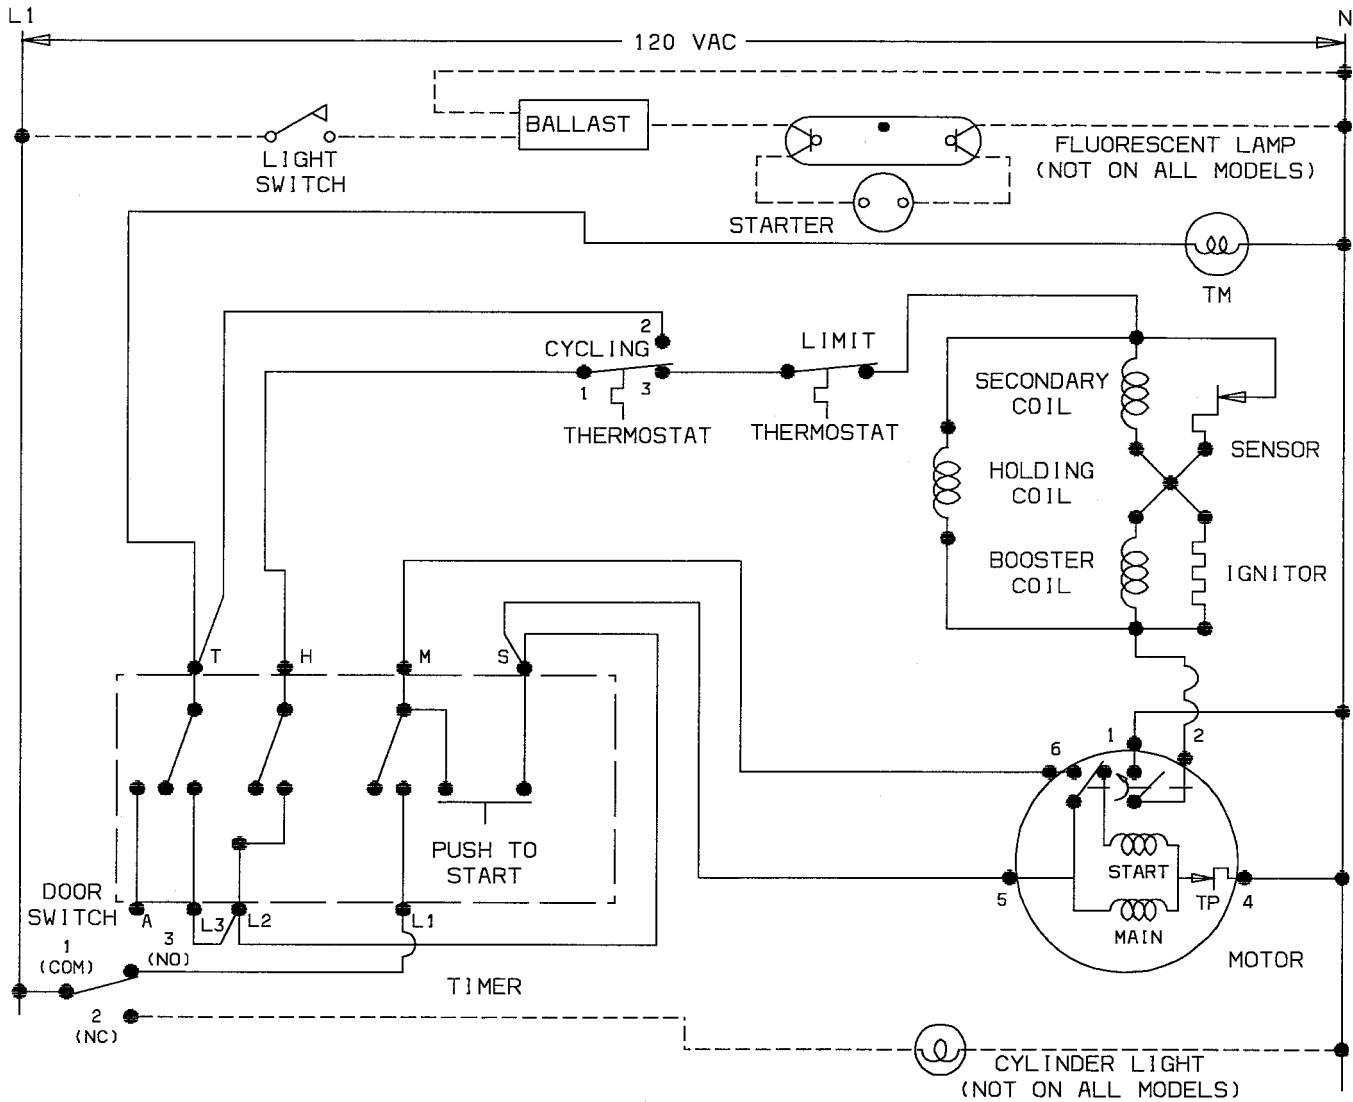 L1
N
120 VAC
BALLAST
LIGHT
SWITCH
FLUORESCENT LAMP
(NOT ON ALL MODELS)
STARTER
TM
2
CYCLING
LIMIT
1
3
THERMOSTAT
THERMOSTAT
SECONDARY
COIL
SENSOR
HOLDING
COIL
BOOSTER
COIL
IGNITOR
T
H
M
S
6
1
2
PUSH TO
START
START
5
TP
4
MAIN
MOTOR
DOOR
SWITCH
A
L3
L2
L1
1
(COM)
3
(NO)
TIMER
2
(NC)
CYLINDER LIGHT
(NOT ON ALL MODELS)